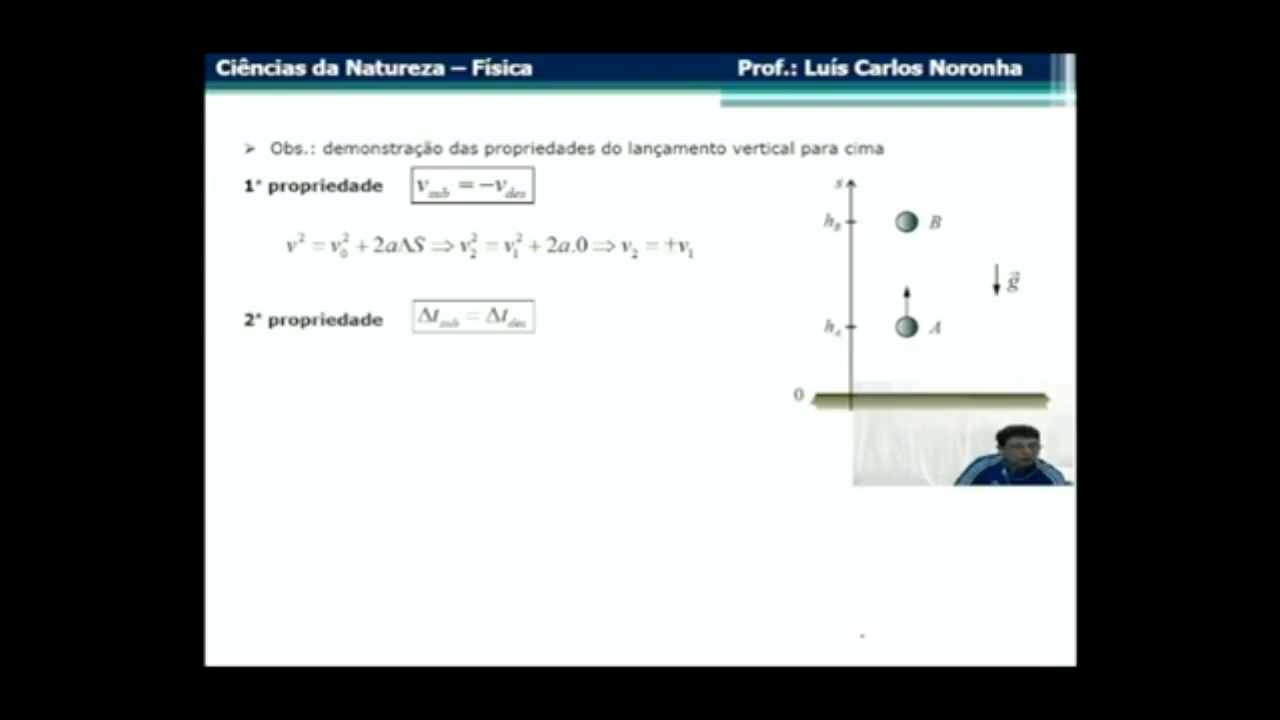 Ciências da Natureza – Física
Prof.: Luís Carlos Noronha
➢ Obs.: demonstração das propriedades do lançamento vertical para cima
1ª propriedade v_sub = −v_des
v² = v₀² + 2aΔS ⇒ v₂² = v₁² + 2a.0 ⇒ v₂ = ±v₁
2ª propriedade Δt_sub = Δt_des
s
h_B
B
g⃗
h_A
A
0